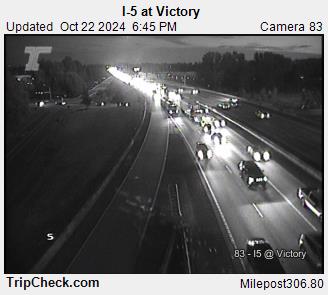 I-5 at Victory
Updated Oct 22 2024 6:45 PM Camera 83
T
S
83 - I5 @ Victory
TripCheck.com Milepost306.80